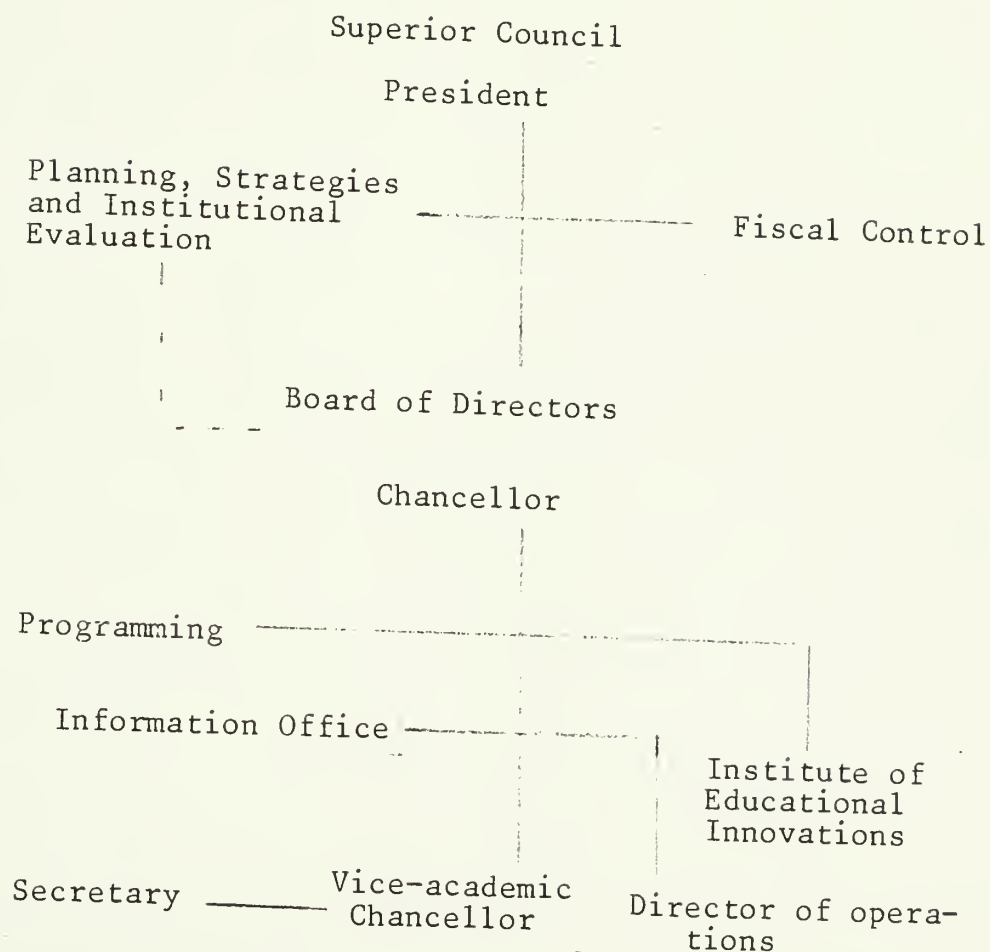 Superior Council
President
Planning, Strategies
and Institutional
Evaluation
Fiscal Control
Board of Directors
Chancellor
Programming
Information Office
Institute of
Educational
Innovations
Secretary
Vice-academic
Chancellor
Director of opera-
tions